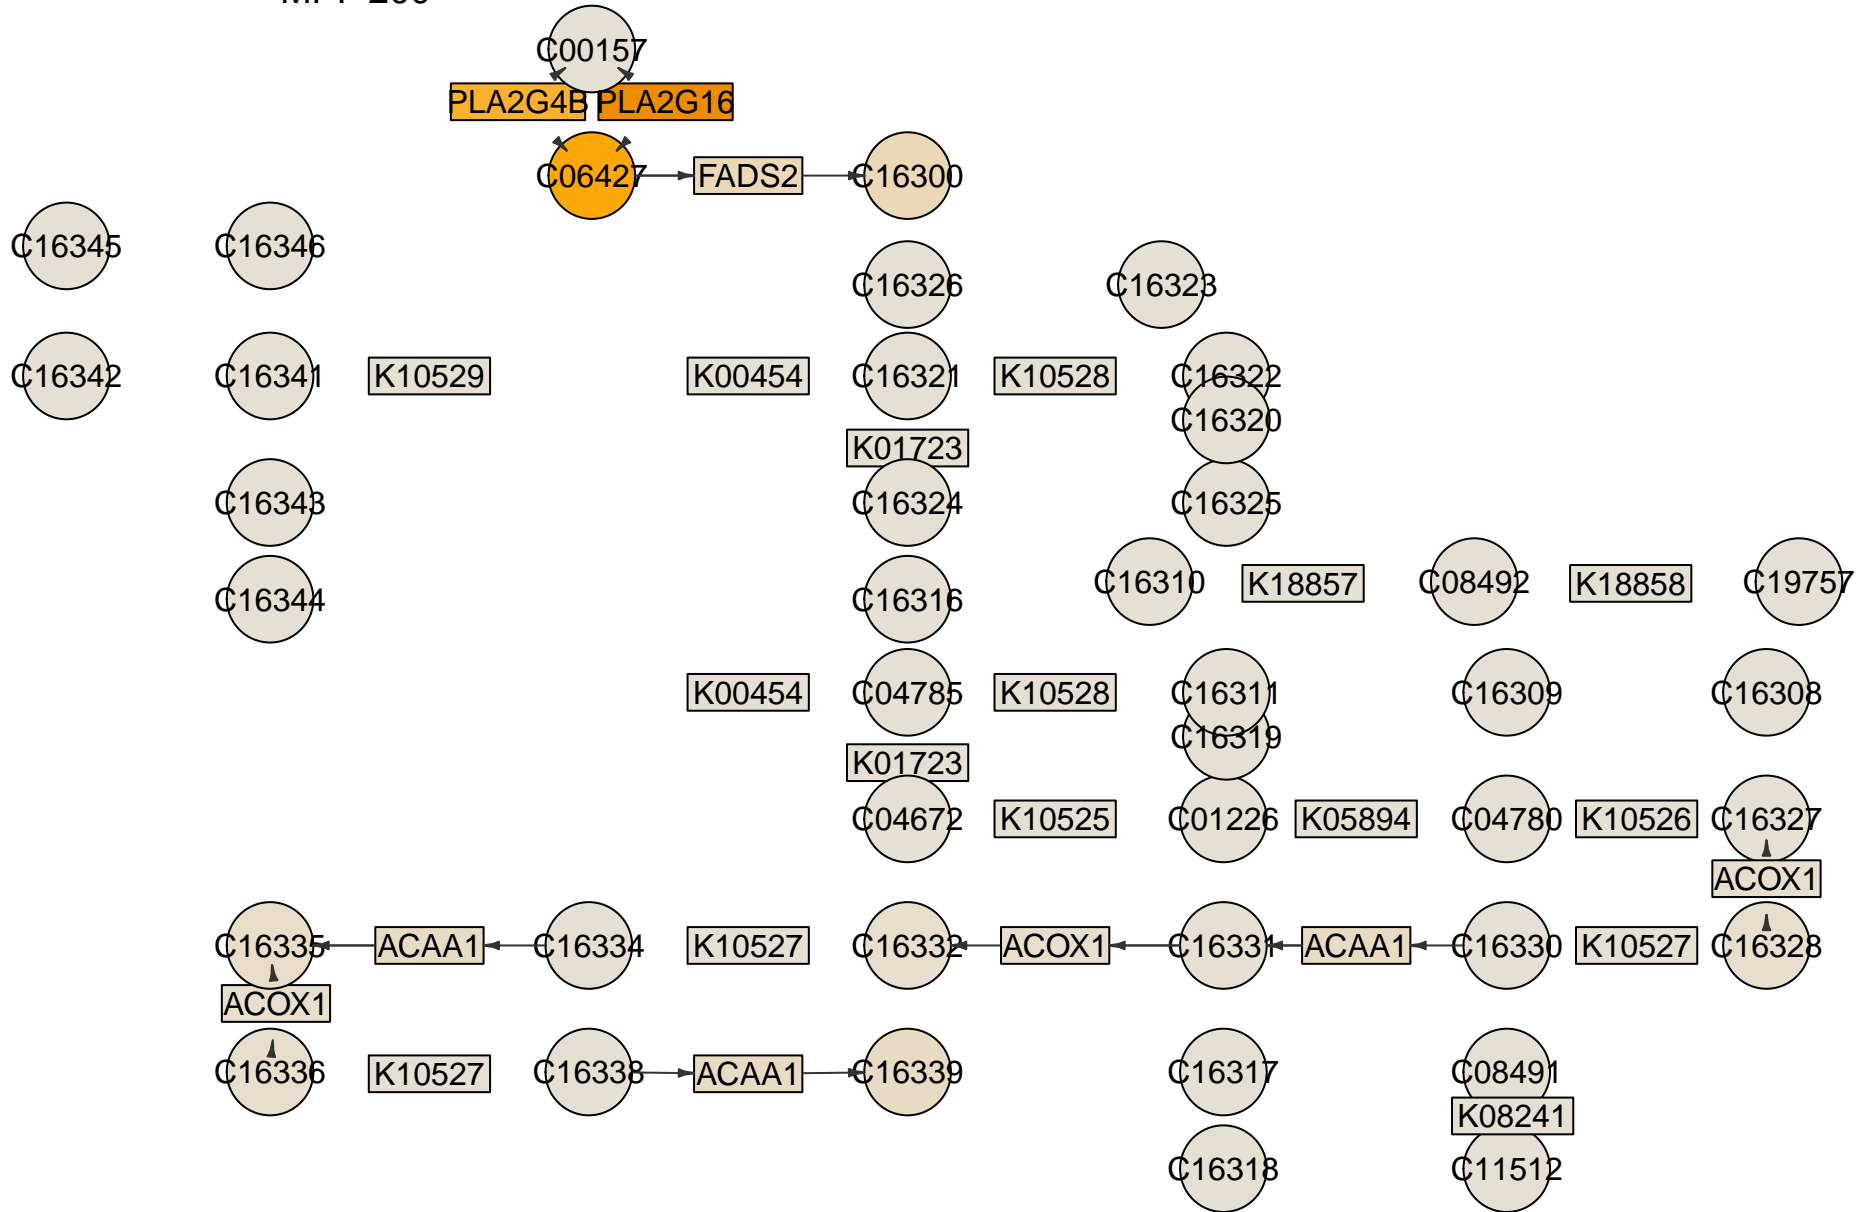 C00157
PLA2G4B PLA2G16
C06427 FADS2 C16300
C16345 C16346
C16326 C16323
C16342 C16341 K10529 K00454 C16321 K10528 C16322
C16320
K01723
C16343 C16324 C16325
C16310 K18857 C08492 K18858 C19757
C16344 C16316
K00454 C04785 K10528 C16311 C16309 C16308
C16319
K01723
C04672 K10525 C01226 K05894 C04780 K10526 C16327
ACOX1
C16335 ACAA1 C16334 K10527 C16332 ACOX1 C16331 ACAA1 C16330 K10527 C16328
ACOX1
C16336 K10527 C16338 ACAA1 C16339 C16317 C08491
K08241
C16318 C11512